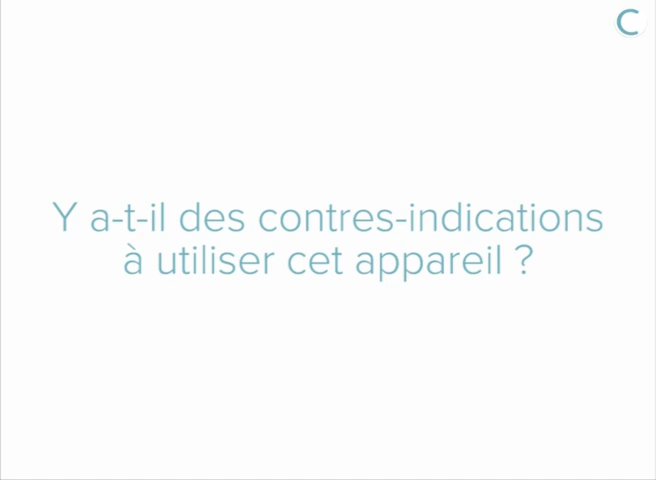 C
Y a-t-il des contres-indications
à utiliser cet appareil ?